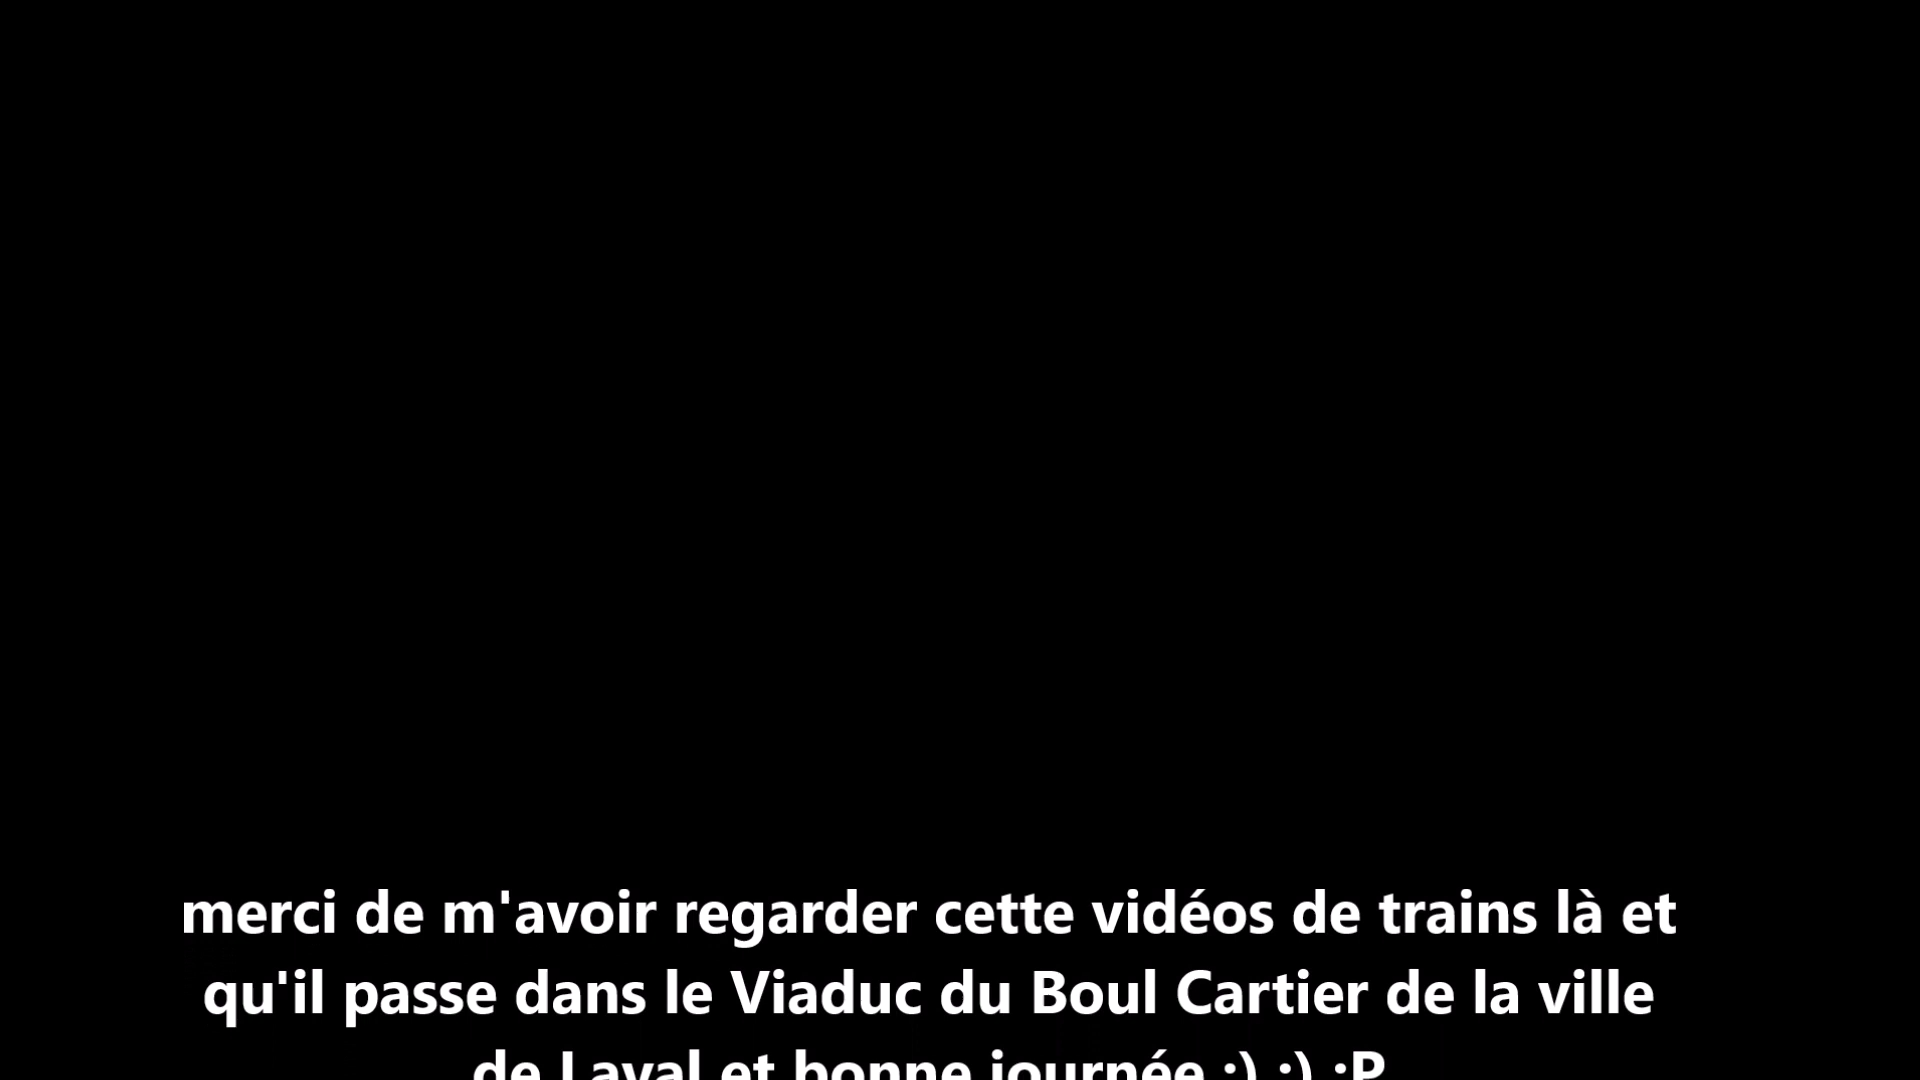 merci de m'avoir regarder cette vidéos de trains là et
qu'il passe dans le Viaduc du Boul Cartier de la ville
de Laval et bonne journée :) :) :P